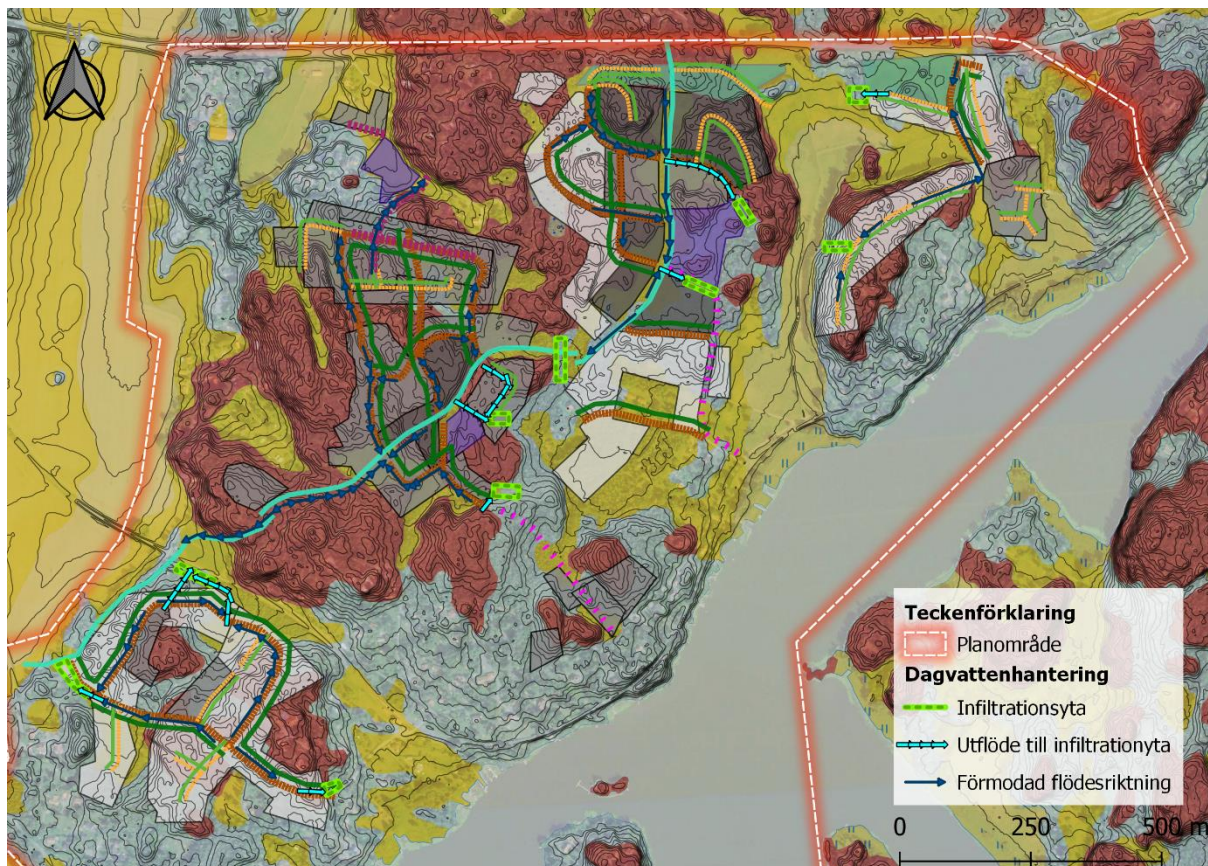 Teckenförklaring
Planområde
Dagvattenhantering
Infiltrationsyta
Utflöde till infiltrationyta
Förmodad flödesriktning
0 250 500 m